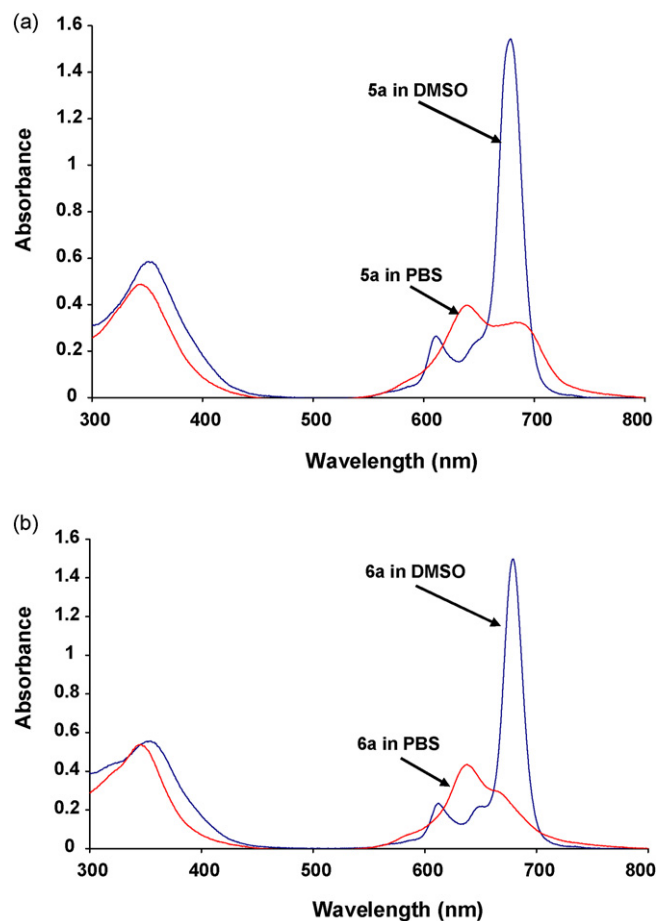 (a)
1.6
1.4
1.2
1
0.8
0.6
0.4
0.2
0
Absorbance
5a in DMSO
5a in PBS
300 400 500 600 700 800
Wavelength (nm)
(b)
1.6
1.4
1.2
1
0.8
0.6
0.4
0.2
0
Absorbance
6a in DMSO
6a in PBS
300 400 500 600 700 800
Wavelength (nm)